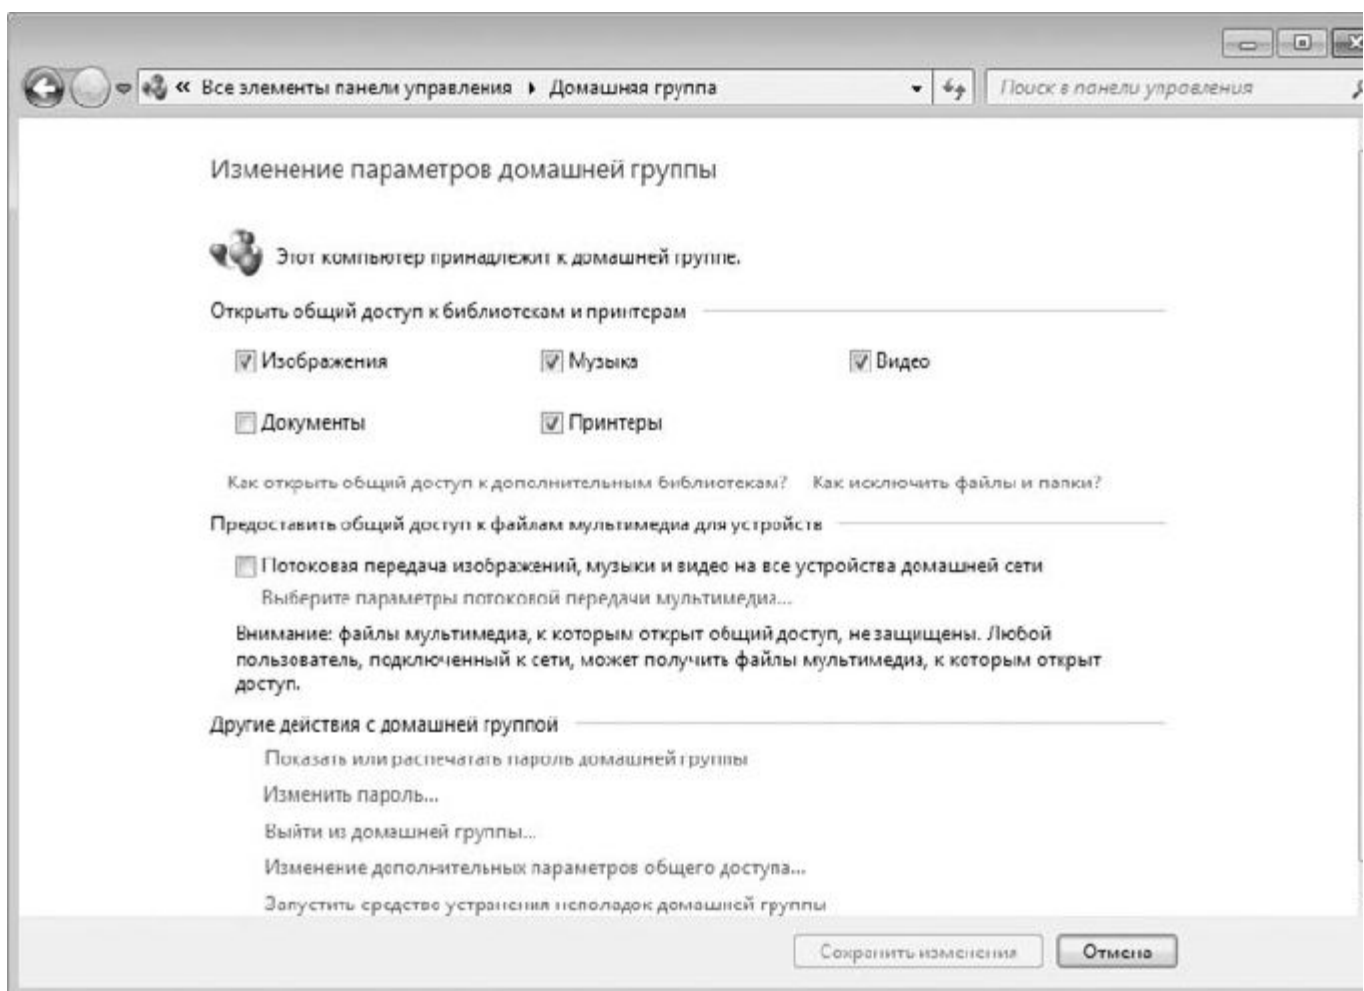 « Все элементы панели управления ▸ Домашняя группа
Поиск в панели управления
Изменение параметров домашней группы
Этот компьютер принадлежит к домашней группе.
Открыть общий доступ к библиотекам и принтерам
Изображения Музыка Видео
Документы Принтеры
Как открыть общий доступ к дополнительным библиотекам? Как исключить файлы и папки?
Предоставить общий доступ к файлам мультимедиа для устройств
Потоковая передача изображений, музыки и видео на все устройства домашней сети
Выберите параметры потоковой передачи мультимедиа...
Внимание: файлы мультимедиа, к которым открыт общий доступ, не защищены. Любой
пользователь, подключенный к сети, может получить файлы мультимедиа, к которым открыт
доступ.
Другие действия с домашней группой
Показать или распечатать пароль домашней группы
Изменить пароль...
Выйти из домашней группы...
Изменение дополнительных параметров общего доступа...
Запустить средство устранения неполадок домашней группы
Сохранить изменения Отмена